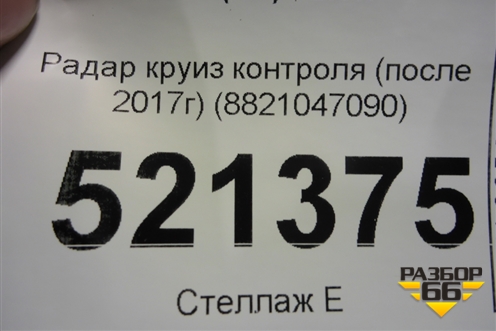 Радар круиз контроля (после
2017г) (8821047090)
521375
РАЗБОР
66
Стеллаж Е